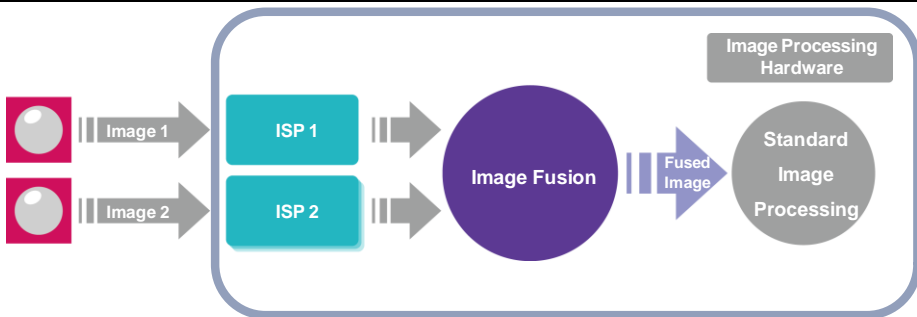 Image Processing
Hardware
Image 1
ISP 1
Standard
Image Fusion
Fused
Image
Image
Processing
Image 2
ISP 2